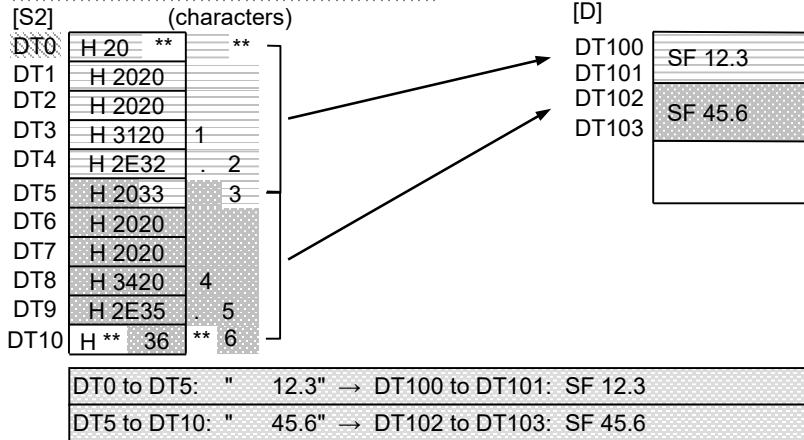 [S2] (characters) [D]
DT0 H 20 ** ** DT100 SF 12.3
DT1 H 2020 DT101
DT2 H 2020 DT102 SF 45.6
DT3 H 3120 1 DT103
DT4 H 2E32 . 2
DT5 H 2033 3
DT6 H 2020
DT7 H 2020
DT8 H 3420 4
DT9 H 2E35 . 5
DT10 H ** 36 ** 6
DT0 to DT5: " 12.3" → DT100 to DT101: SF 12.3
DT5 to DT10: " 45.6" → DT102 to DT103: SF 45.6